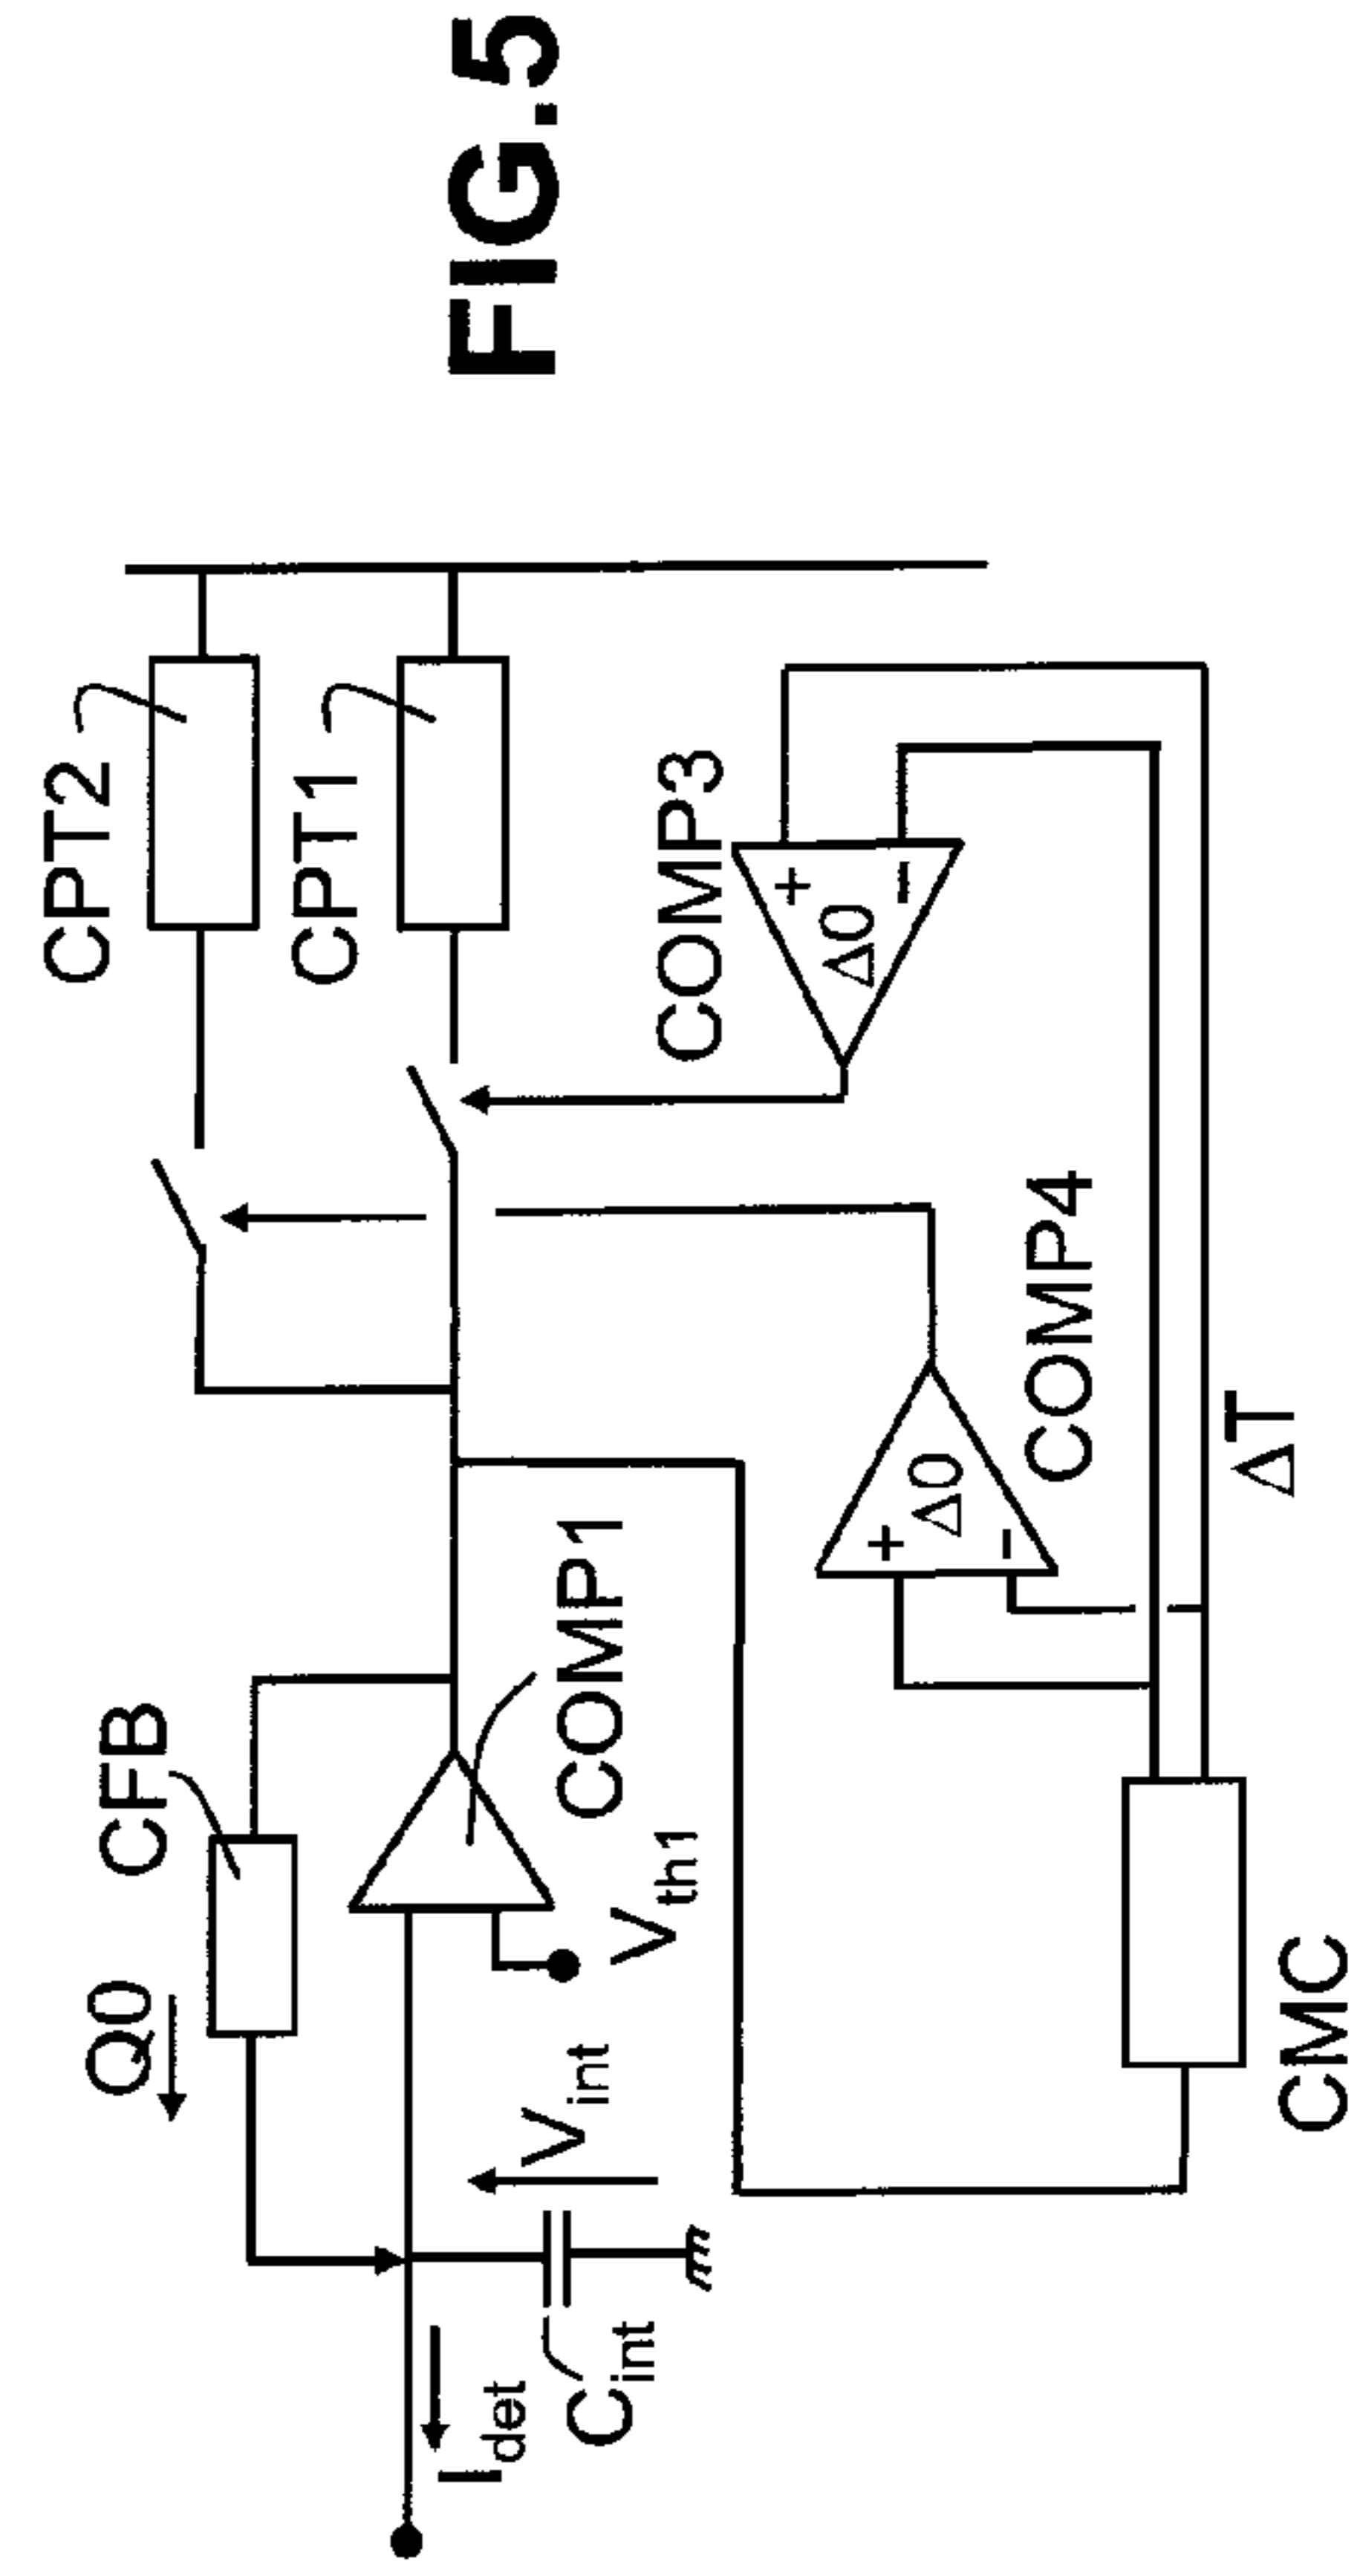 FIG.5
CPT2
CPT1
CFB
Q0
COMP1
COMP3
+
Δ0
−
COMP4
+
Δ0
−
V_th1
V_int
I_det
C_int
ΔT
CMC